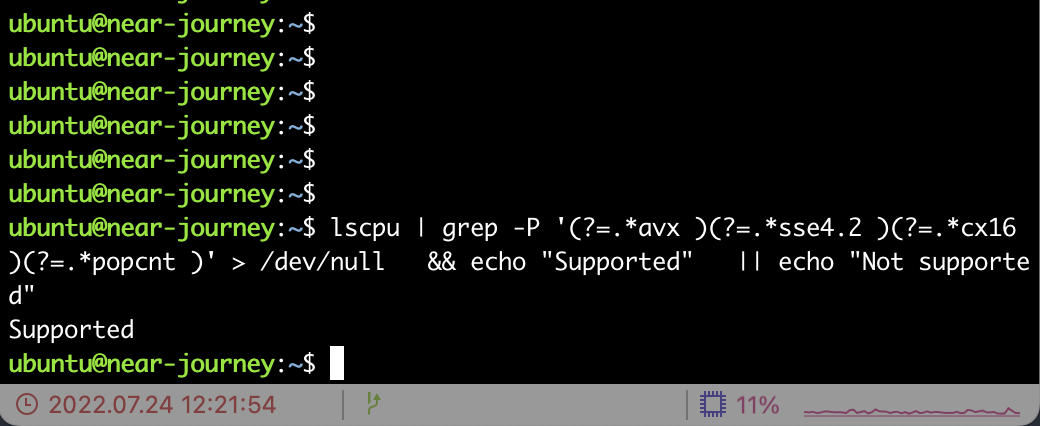 ubuntu@near-journey:~$
ubuntu@near-journey:~$
ubuntu@near-journey:~$
ubuntu@near-journey:~$
ubuntu@near-journey:~$
ubuntu@near-journey:~$
ubuntu@near-journey:~$ lscpu | grep -P '(?=.*avx )(?=.*sse4.2 )(?=.*cx16
)(?=.*popcnt )' > /dev/null   && echo "Supported"   || echo "Not supporte
d"
Supported
ubuntu@near-journey:~$
2022.07.24 12:21:54 11%